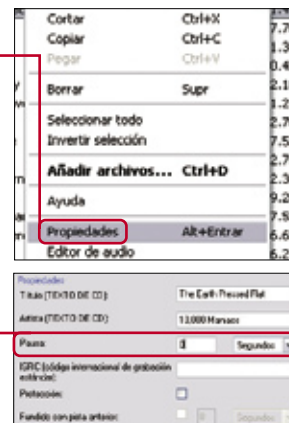 Cortar Ctrl+X
Copiar Ctrl+C
Pegar Ctrl+V
Borrar Supr
Seleccionar todo
Invertir selección
Añadir archivos... Ctrl+D
Ayuda
Propiedades Alt+Entrar
Editor de audio
Propiedades
Título (TEXTO DE CD): The Earth Pressed Flat
Artista (TEXTO DE CD): 10,000 Maniacs
Pausa: Segundos
IGRC (código internacional de grabación
estándar):
Protección:
Fundido con pista anterior: 0 Segundos